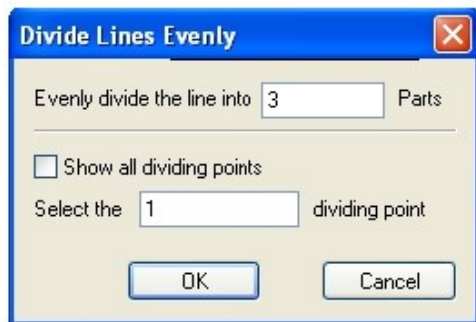 Divide Lines Evenly
Evenly divide the line into 3 Parts
Show all dividing points
Select the 1 dividing point
OK Cancel